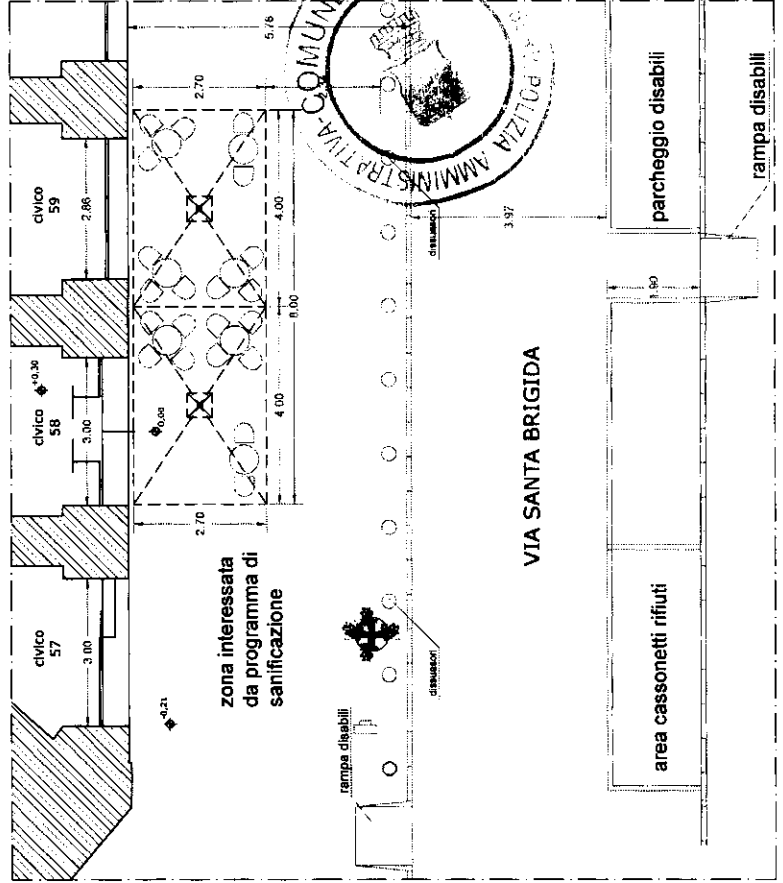 civico
57
civico
58
civico
59
+0,30
3.00
3.00
2.86
-0,21
0,00
zona interessata
da programma di
sanificazione
2.70
2.70
4.00
4.00
8.00
5.78
COMUN
POLIZIA AMMINISTRATIVA
rampa disabili
dissuasori
dissuasori
3.97
VIA SANTA BRIGIDA
1.90
area cassonetti rifiuti
parcheggio disabili
rampa disabili